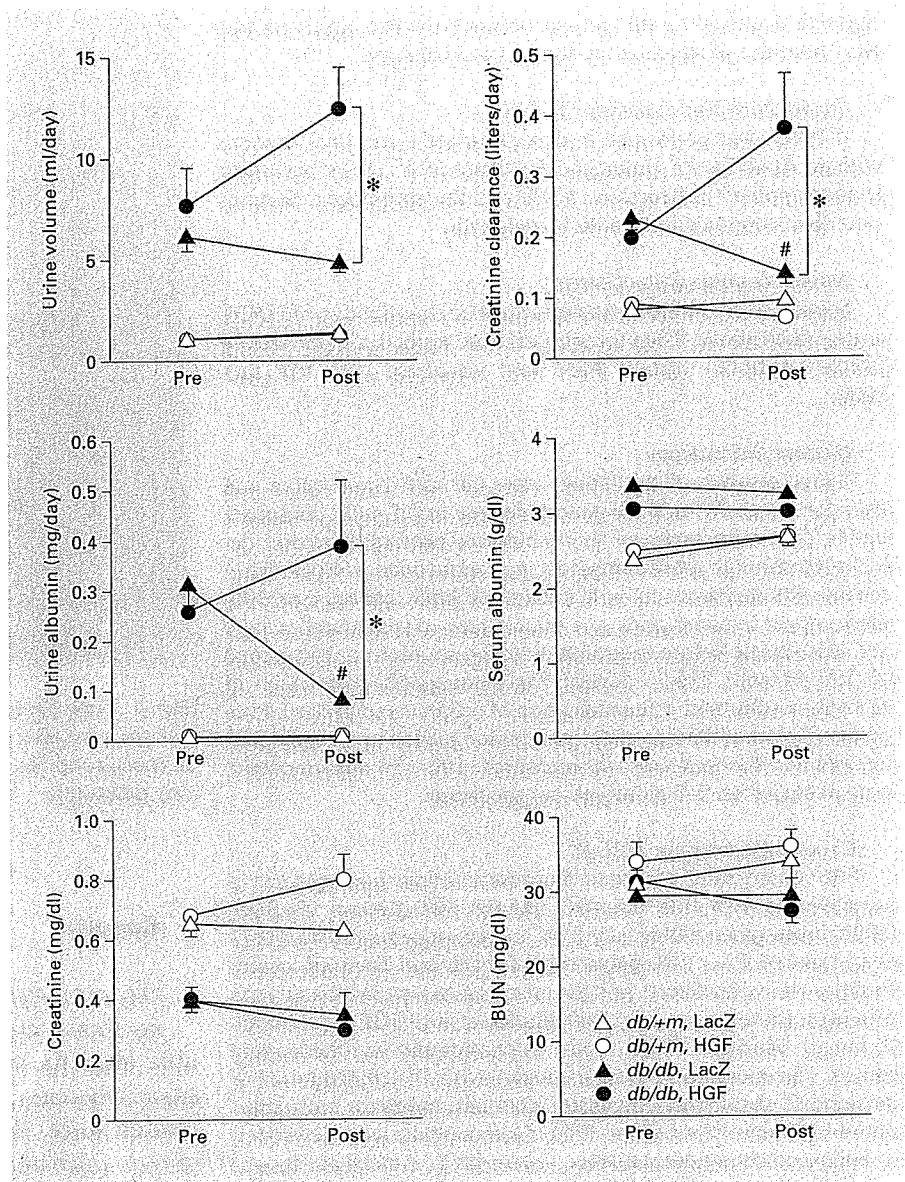 Urine volume (ml/day)
15
10
5
0
*
Pre
Post
Creatinine clearance (liters/day)
0.5
0.4
0.3
0.2
0.1
0
*
#
Pre
Post
Urine albumin (mg/day)
0.6
0.5
0.4
0.3
0.2
0.1
0
*
#
Pre
Post
Serum albumin (g/dl)
4
3
2
1
0
Pre
Post
Creatinine (mg/dl)
1.0
0.8
0.6
0.4
0.2
0
Pre
Post
BUN (mg/dl)
40
30
20
10
0
△ db/+m, LacZ
○ db/+m, HGF
▲ db/db, LacZ
● db/db, HGF
Pre
Post